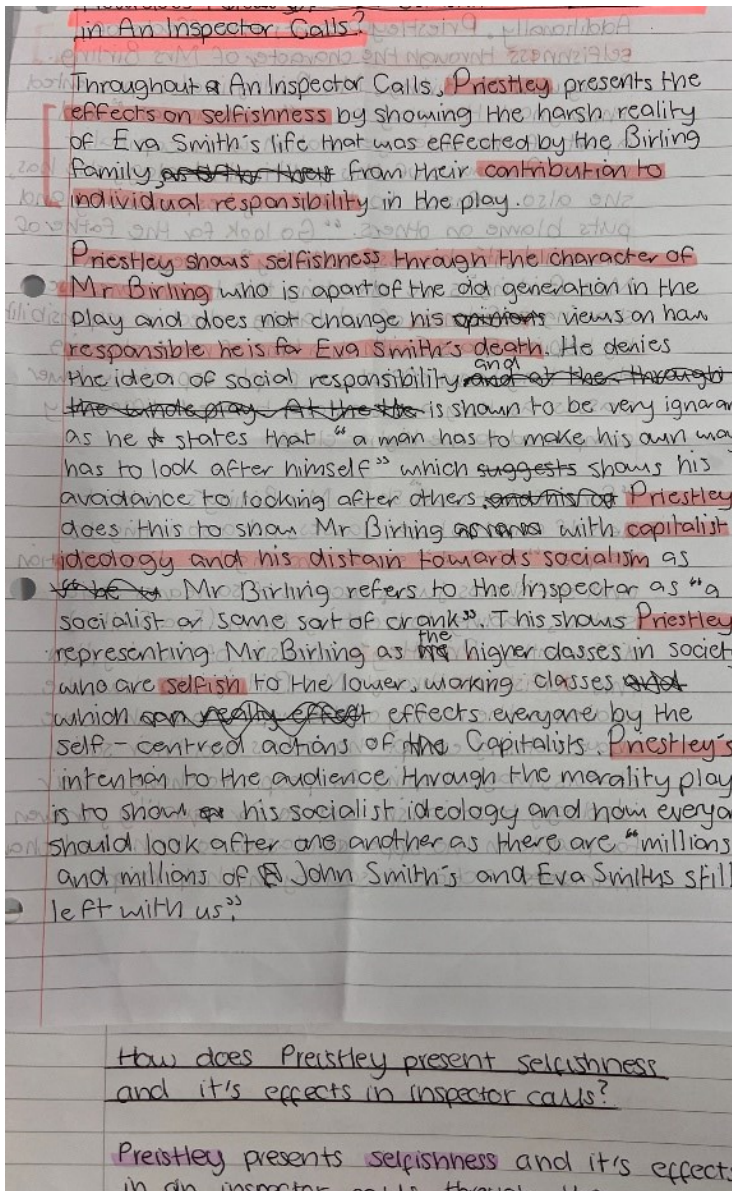 in An Inspector Calls?
Throughout An Inspector Calls, Priestley presents the
effects on selfishness by showing the harsh reality
of Eva Smith's life that was effected by the Birling
family, from their contribution to
individual responsibility in the play.
Priestley shows selfishness through the character of
Mr Birling who is apart of the old generation in the
play and does not change his opinions views on how
responsible he is for Eva Smith's death. He denies
and
the idea of social responsibility
is shown to be very ignoran
as he states that "a man has to make his own way
has to look after himself" which suggests shows his
avoidance to looking after others. Priestley
does this to show Mr Birling with capitalist
ideology and his distain towards socialism as
Mr Birling refers to the Inspector as "a
socialist or some sort of crank". This shows Priestley
the
representing Mr Birling as higher classes in societ
who are selfish to the lower, working classes
which effects everyone by the
self-centred actions of the Capitalists. Priestley's
intention to the audience through the morality play
is to show his socialist ideology and how everyo
should look after one another as there are "millions
and millions of John Smith's and Eva Smiths still
left with us".
How does Preistley present selfishness
and it's effects in inspector calls?
Preistley presents selfishness and it's effects
in an inspector calls through